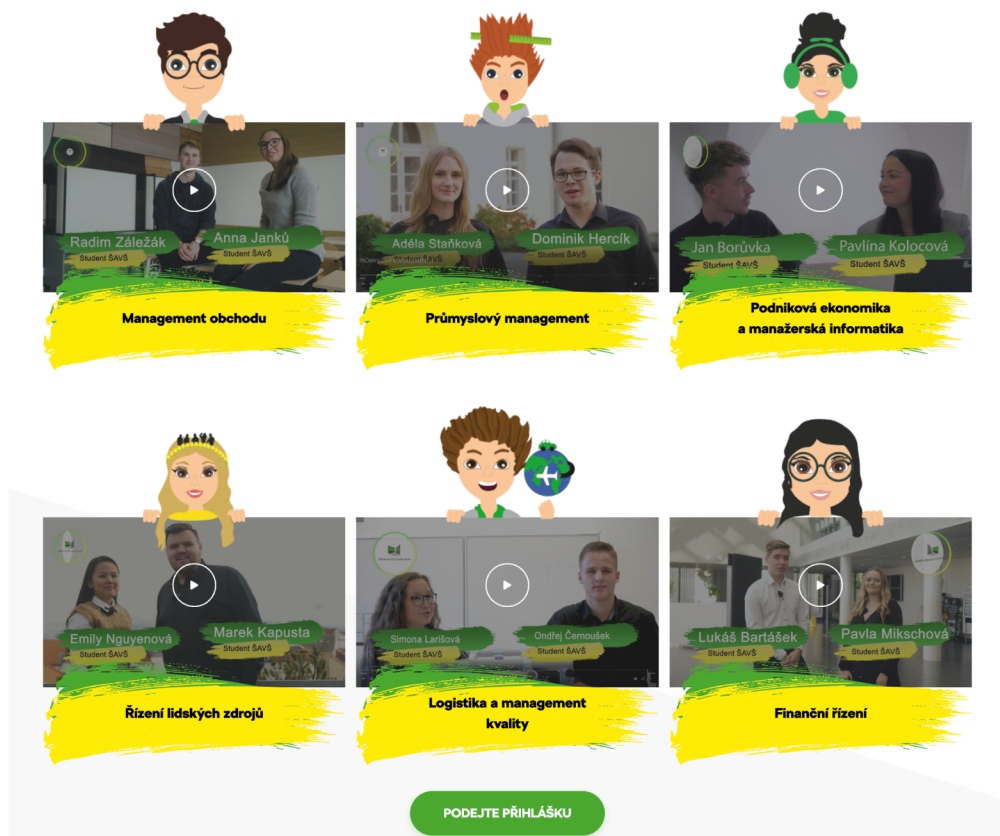 Radim Záležák
Student ŠAVŠ
Anna Janků
Student ŠAVŠ
Management obchodu
Adéla Staňková
Student ŠAVŠ
Dominik Hercík
Student ŠAVŠ
Průmyslový management
Jan Borůvka
Student ŠAVŠ
Pavlína Kolocová
Student ŠAVŠ
Podniková ekonomika
a manažerská informatika
Emily Nguyenová
Student ŠAVŠ
Marek Kapusta
Student ŠAVŠ
Řízení lidských zdrojů
Simona Larišová
Student ŠAVŠ
Ondřej Černoušek
Student ŠAVŠ
Logistika a management
kvality
Lukáš Bartášek
Student ŠAVŠ
Pavla Mikschová
Student ŠAVŠ
Finanční řízení
PODEJTE PŘIHLÁŠKU